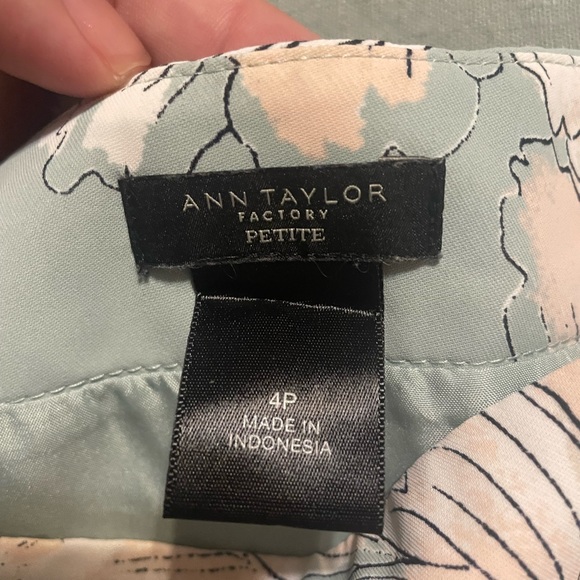 ANN TAYLOR
FACTORY
PETITE
4P
MADE IN
INDONESIA